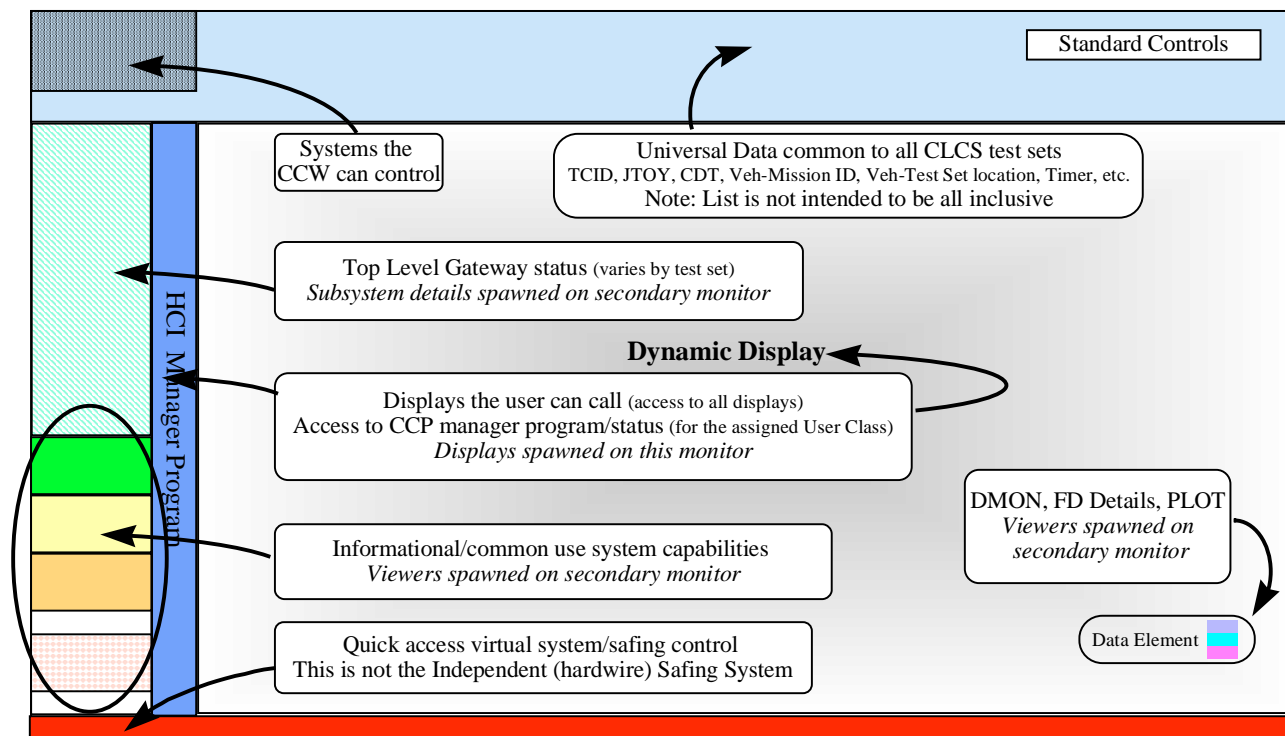 Standard Controls
Systems the
CCW can control
Universal Data common to all CLCS test sets
TCID, JTOY, CDT, Veh-Mission ID, Veh-Test Set location, Timer, etc.
Note: List is not intended to be all inclusive
Top Level Gateway status (varies by test set)
Subsystem details spawned on secondary monitor
HCI Manager Program
Dynamic Display
Displays the user can call (access to all displays)
Access to CCP manager program/status (for the assigned User Class)
Displays spawned on this monitor
DMON, FD Details, PLOT
Viewers spawned on
secondary monitor
Informational/common use system capabilities
Viewers spawned on secondary monitor
Data Element
Quick access virtual system/safing control
This is not the Independent (hardwire) Safing System